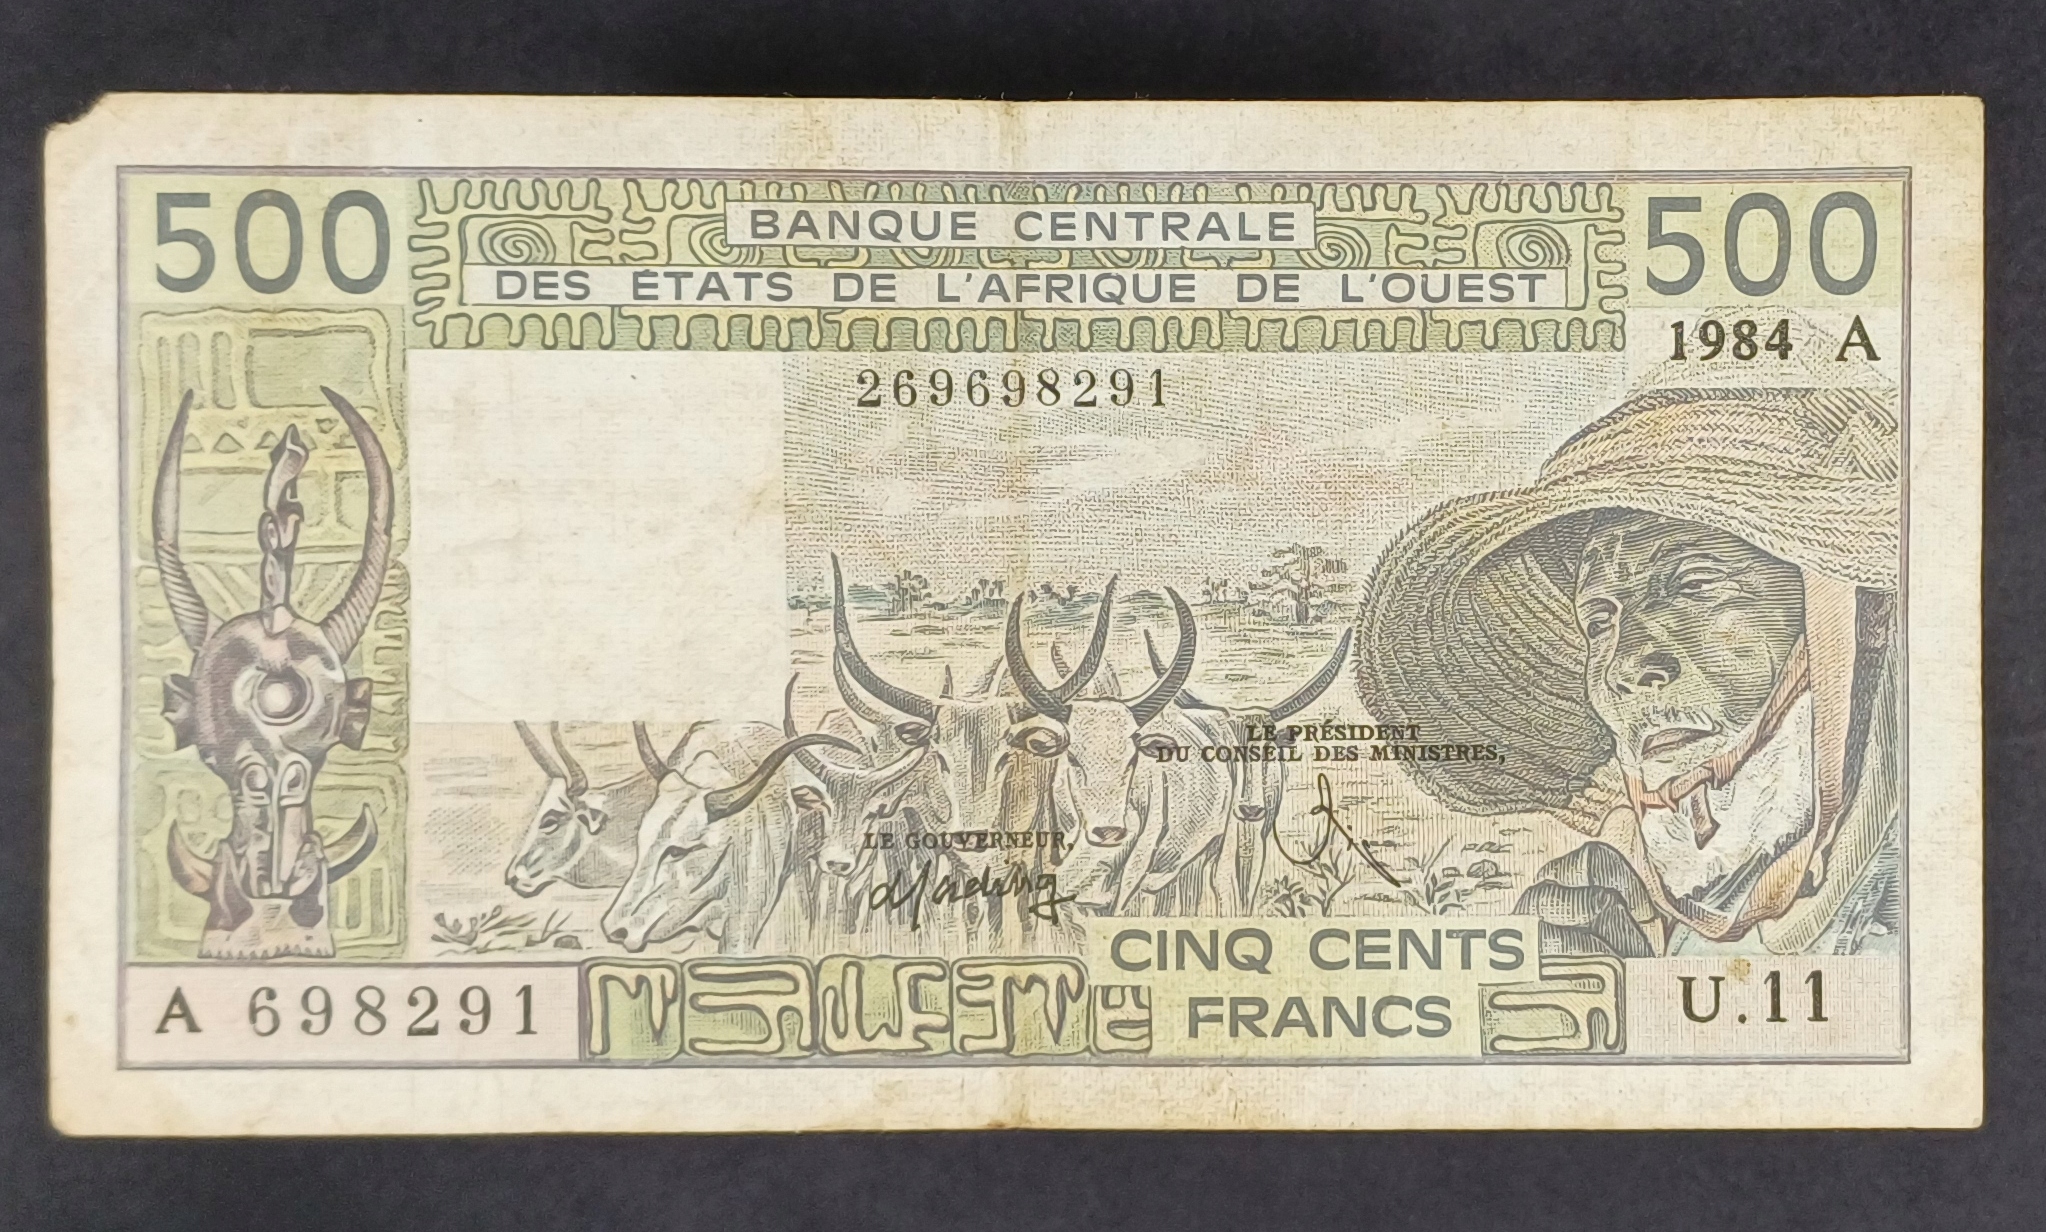 500
BANQUE CENTRALE
500
DES ÉTATS DE L'AFRIQUE DE L'OUEST
1984 A
269698291
LE PRÉSIDENT
DU CONSEIL DES MINISTRES,
LE GOUVERNEUR,
CINQ CENTS
FRANCS
A 698291
U.11